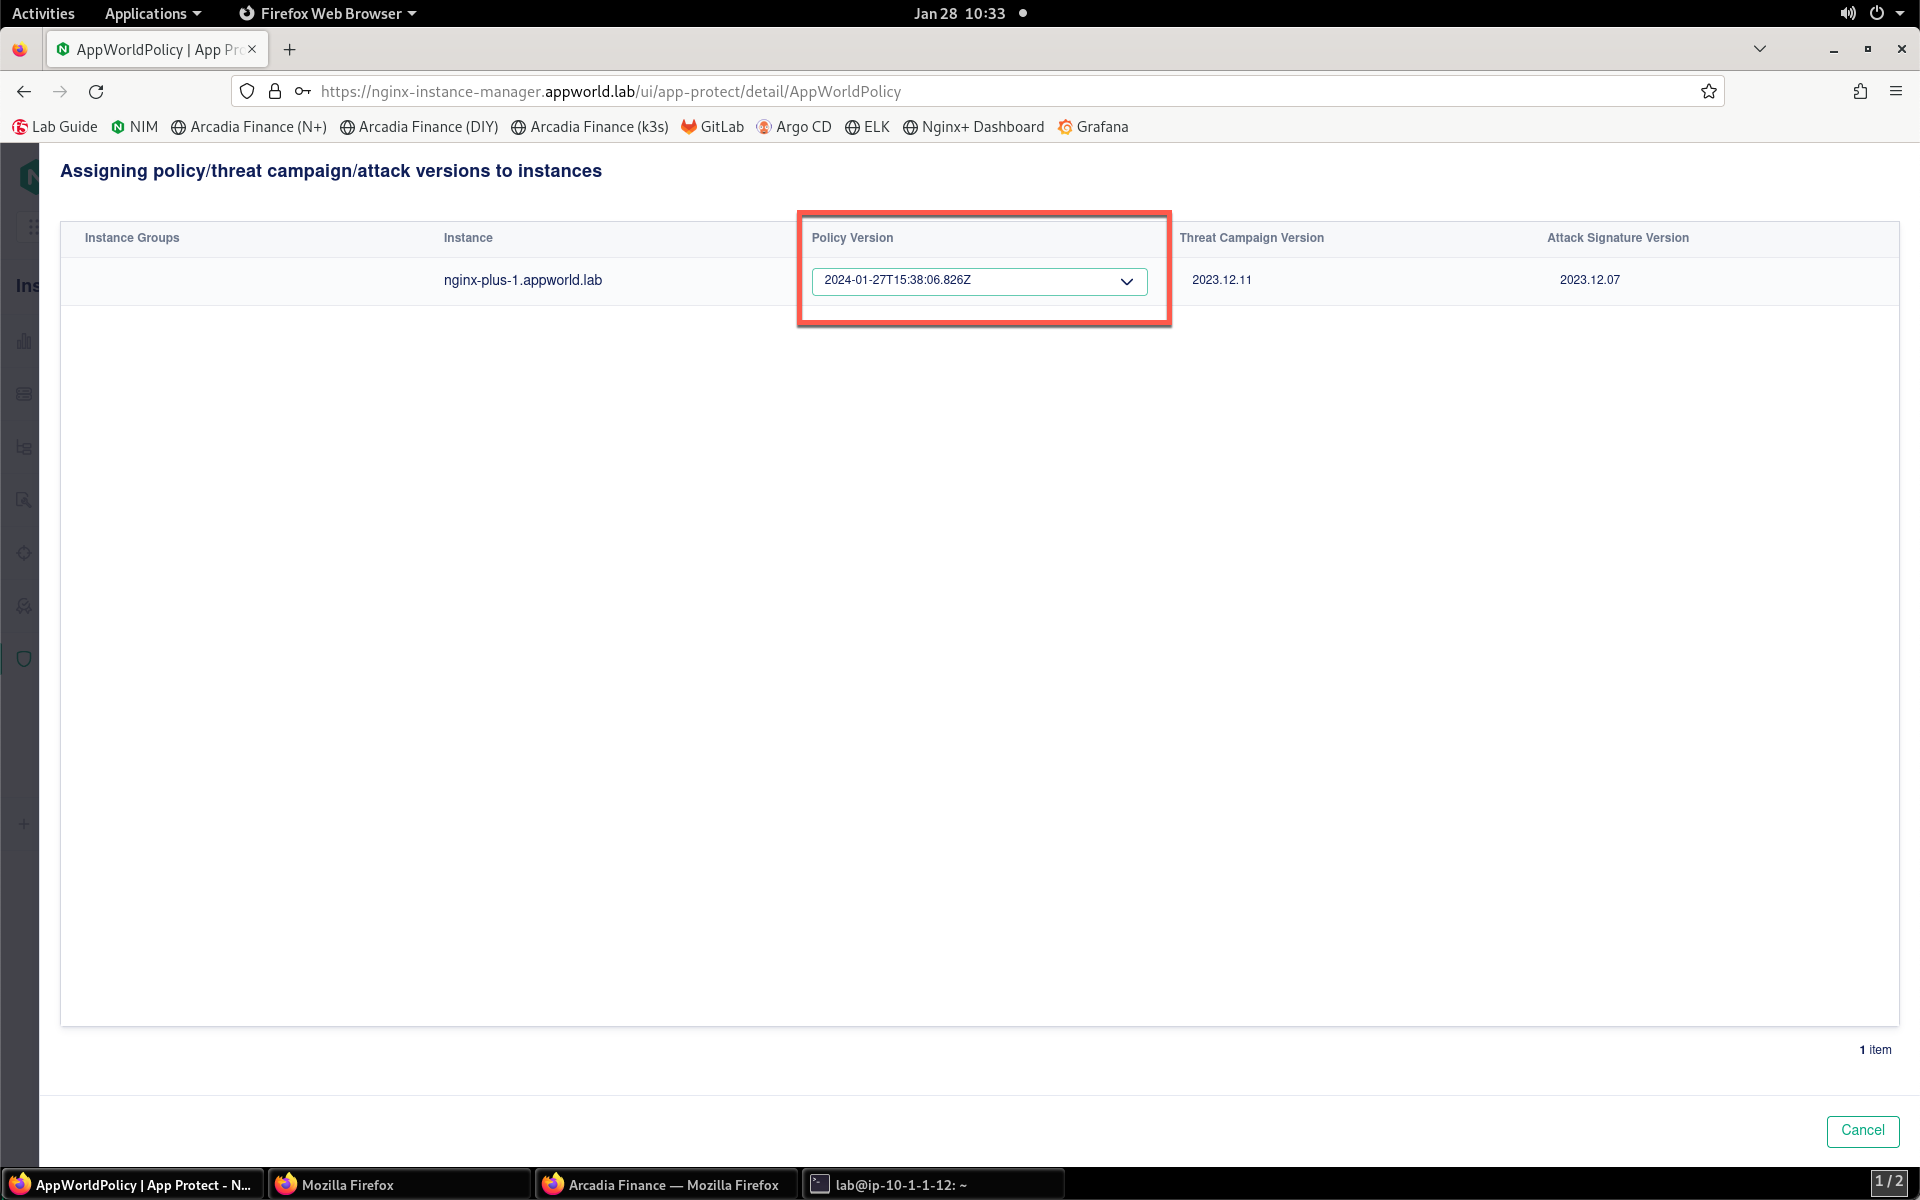 Activities Applications Firefox Web Browser Jan 28 10:33
AppWorldPolicy | App Pro
https://nginx-instance-manager.appworld.lab/ui/app-protect/detail/AppWorldPolicy
Lab Guide NIM Arcadia Finance (N+) Arcadia Finance (DIY) Arcadia Finance (k3s) GitLab Argo CD ELK Nginx+ Dashboard Grafana
Assigning policy/threat campaign/attack versions to instances
Instance Groups Instance Policy Version Threat Campaign Version Attack Signature Version
nginx-plus-1.appworld.lab 2024-01-27T15:38:06.826Z 2023.12.11 2023.12.07
Ins
1 item
Cancel
AppWorldPolicy | App Protect - N... Mozilla Firefox Arcadia Finance — Mozilla Firefox lab@ip-10-1-1-12: ~ 1 / 2